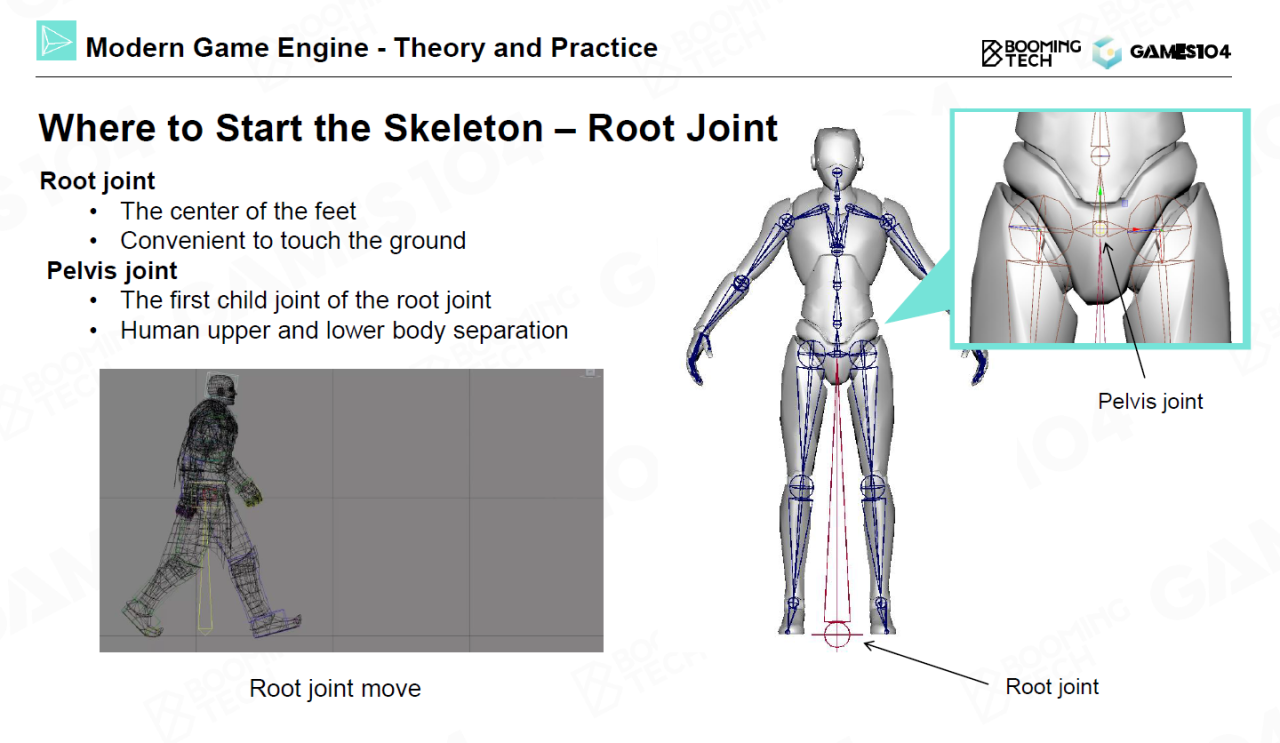 Modern Game Engine - Theory and Practice
BOOMING
TECH
GAMES104
Where to Start the Skeleton – Root Joint
Root joint
• The center of the feet
• Convenient to touch the ground
Pelvis joint
• The first child joint of the root joint
• Human upper and lower body separation
Pelvis joint
Root joint move
Root joint